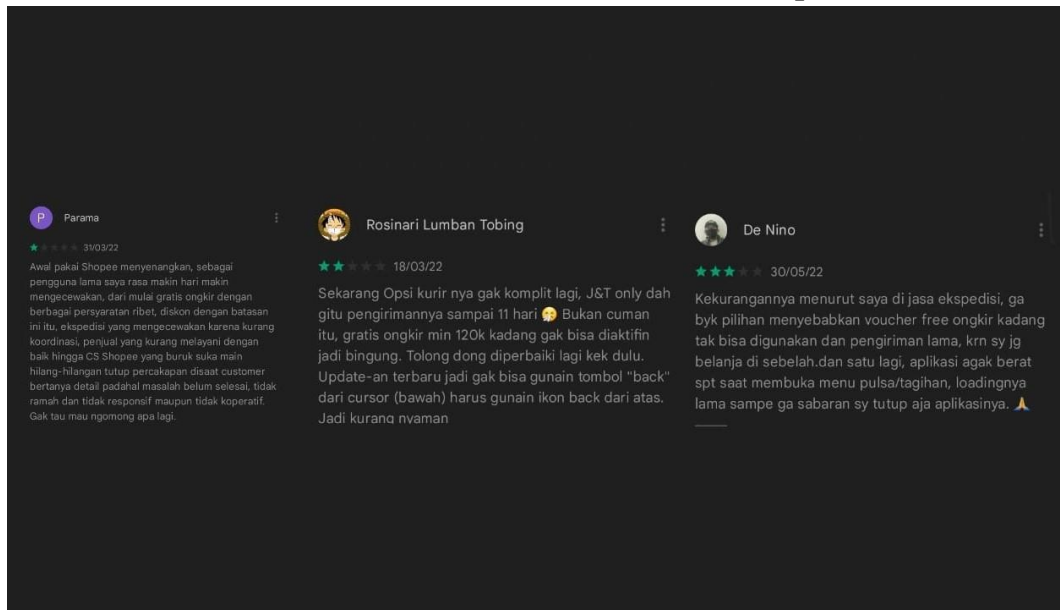 P
Parama
31/03/22
Awal pakai Shopee menyenangkan, sebagai
pengguna lama saya rasa makin hari makin
mengecewakan, dari mulai gratis ongkir dengan
berbagai persyaratan ribet, diskon dengan batasan
ini itu, ekspedisi yang mengecewakan karena kurang
koordinasi, penjual yang kurang melayani dengan
baik hingga CS Shopee yang buruk suka main
hilang-hilangan tutup percakapan disaat customer
bertanya detail padahal masalah belum selesai, tidak
ramah dan tidak responsif maupun tidak koperatif.
Gak tau mau ngomong apa lagi.
Rosinari Lumban Tobing
18/03/22
Sekarang Opsi kurir nya gak komplit lagi, J&T only dah
gitu pengirimannya sampai 11 hari 🤧 Bukan cuman
itu, gratis ongkir min 120k kadang gak bisa diaktifin
jadi bingung. Tolong dong diperbaiki lagi kek dulu.
Update-an terbaru jadi gak bisa gunain tombol "back"
dari cursor (bawah) harus gunain ikon back dari atas.
Jadi kurang nyaman
De Nino
30/05/22
Kekurangannya menurut saya di jasa ekspedisi, ga
byk pilihan menyebabkan voucher free ongkir kadang
tak bisa digunakan dan pengiriman lama, krn sy jg
belanja di sebelah.dan satu lagi, aplikasi agak berat
spt saat membuka menu pulsa/tagihan, loadingnya
lama sampe ga sabaran sy tutup aja aplikasinya. 🙏